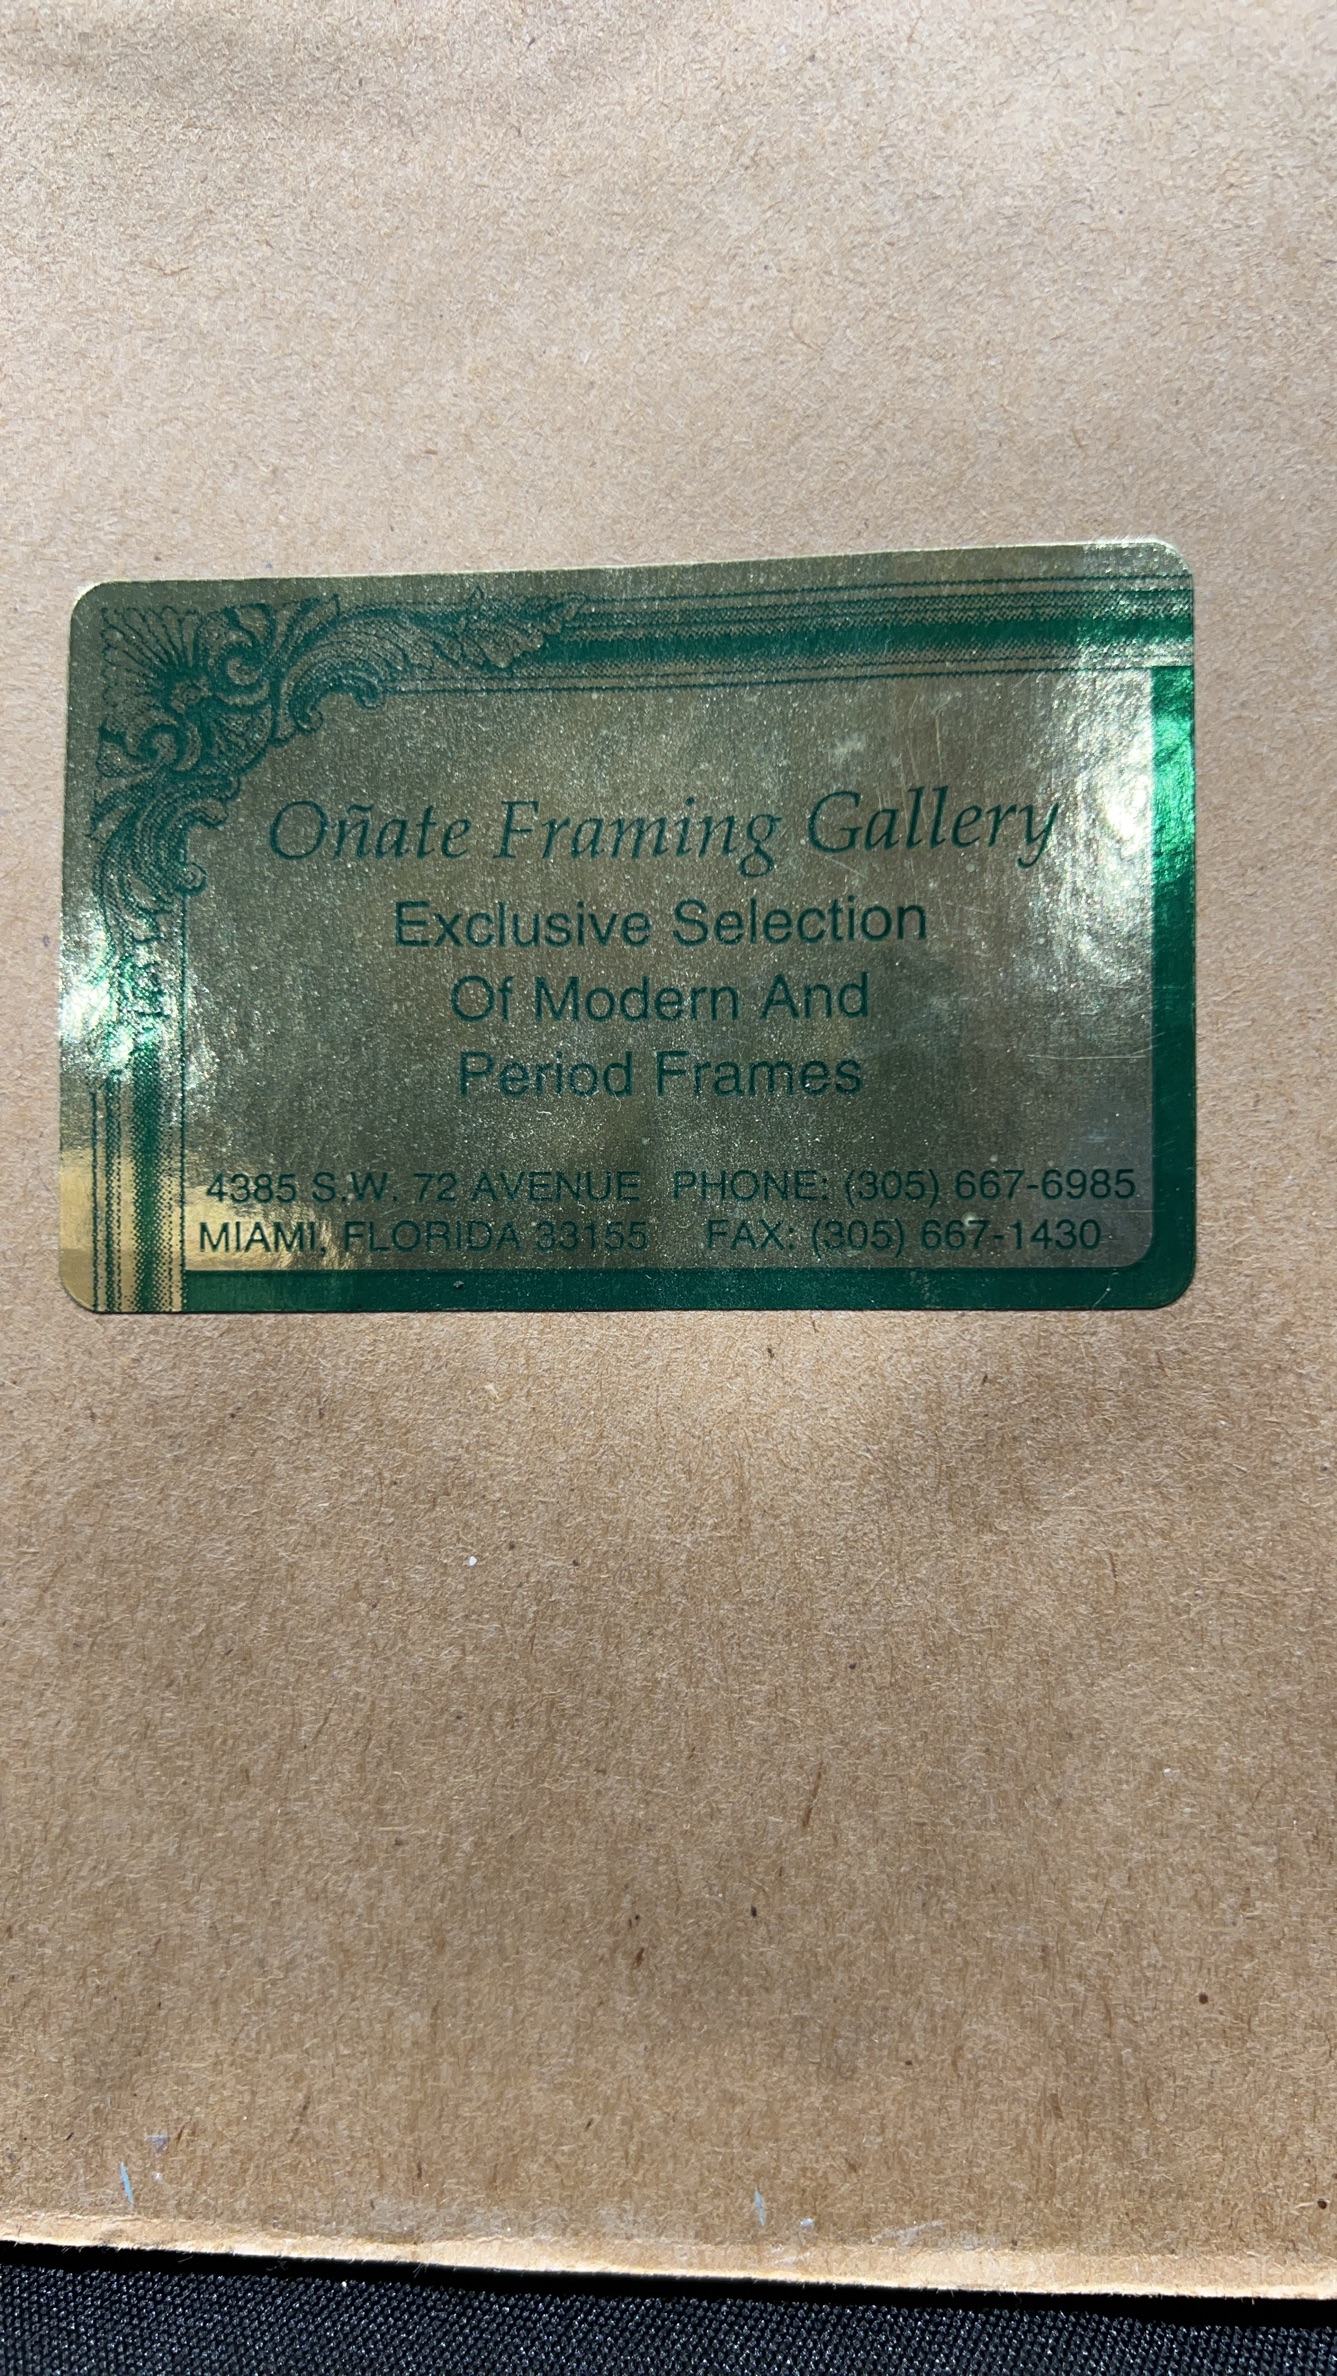 Oñate Framing Gallery
Exclusive Selection
Of Modern And
Period Frames
4385 S.W. 72 AVENUE PHONE: (305) 667-6985
MIAMI, FLORIDA 33155 FAX: (305) 667-1430